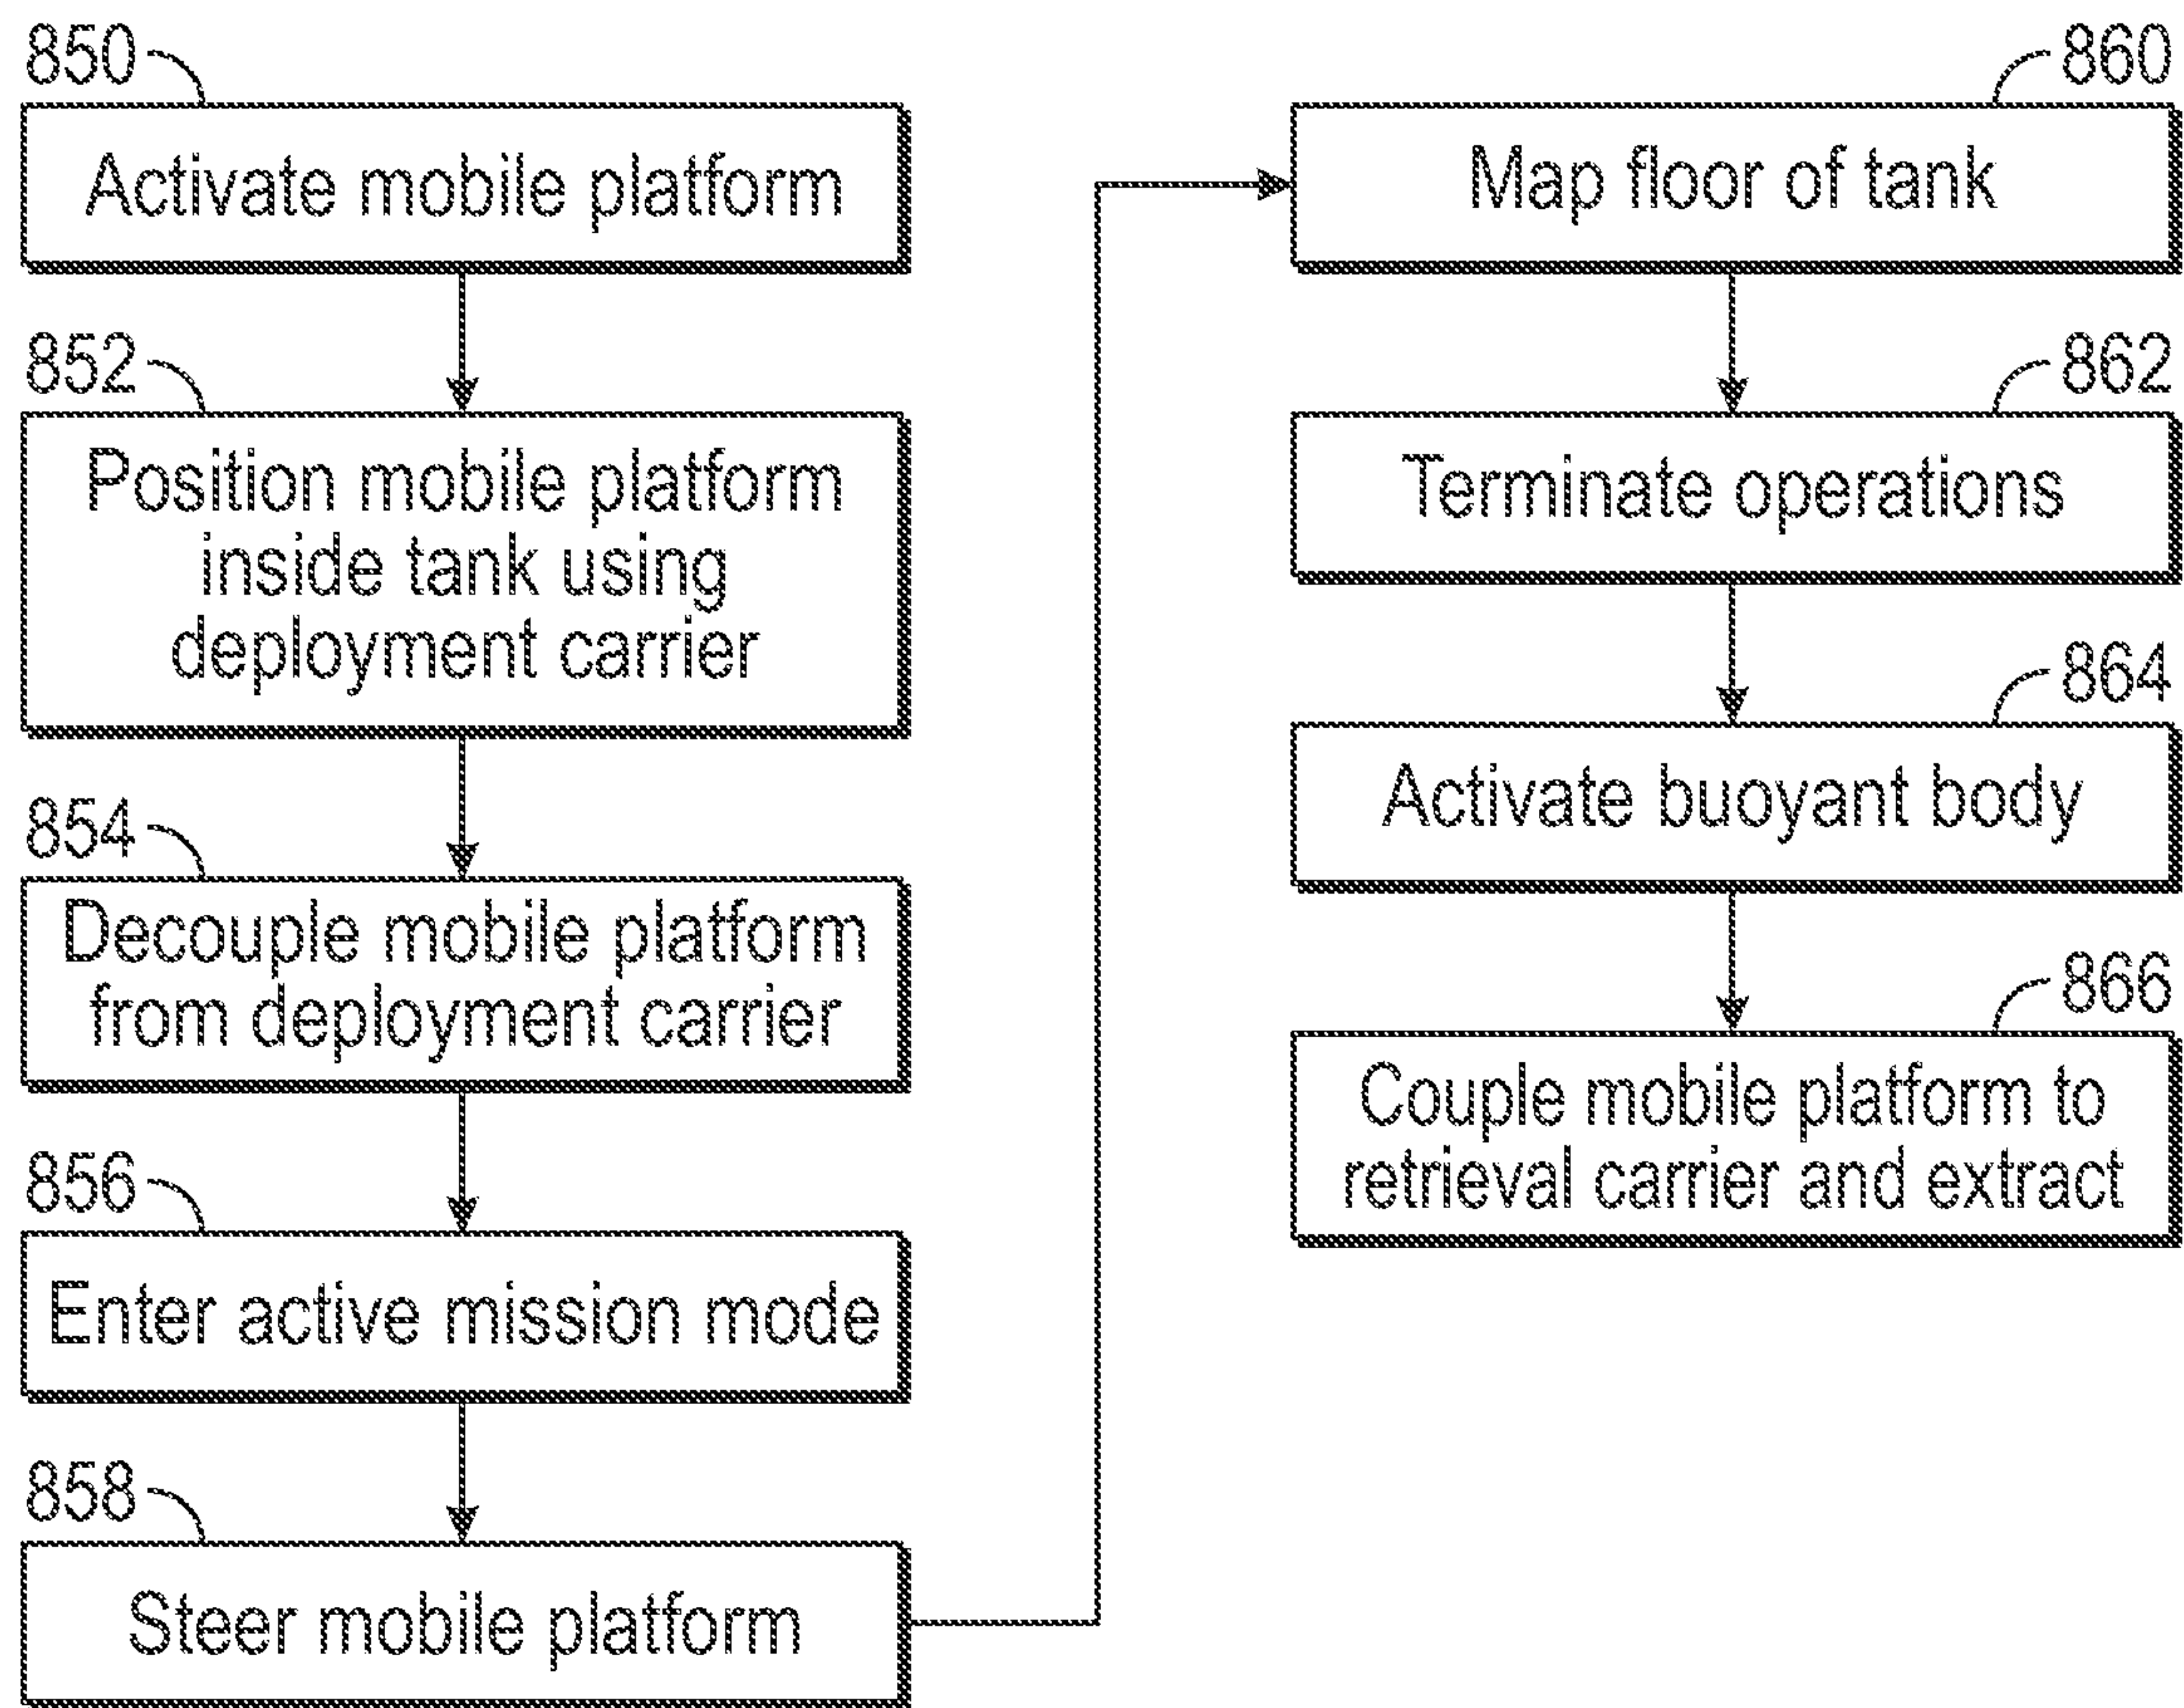 850
Activate mobile platform
852
Position mobile platform
inside tank using
deployment carrier
854
Decouple mobile platform
from deployment carrier
856
Enter active mission mode
858
Steer mobile platform
860
Map floor of tank
862
Terminate operations
864
Activate buoyant body
866
Couple mobile platform to
retrieval carrier and extract